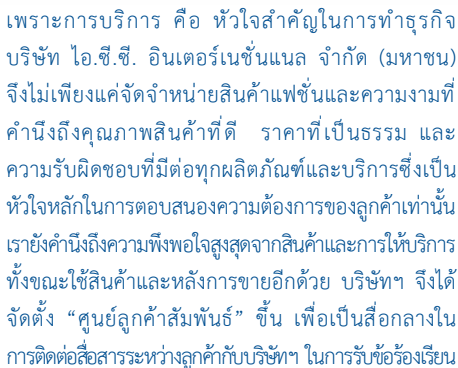 เพราะการบริการ คือ หัวใจสำคัญในการทำธุรกิจ
บริษัท ไอ.ซี.ซี. อินเตอร์เนชั่นแนล จำกัด (มหาชน)
จึงไม่เพียงแค่จัดจำหน่ายสินค้าแฟชั่นและความงามที่
คำนึงถึงคุณภาพสินค้าที่ดี ราคาที่เป็นธรรม และ
ความรับผิดชอบที่มีต่อทุกผลิตภัณฑ์และบริการซึ่งเป็น
หัวใจหลักในการตอบสนองความต้องการของลูกค้าเท่านั้น
เรายังคำนึงถึงความพึงพอใจสูงสุดจากสินค้าและการให้บริการ
ทั้งขณะใช้สินค้าและหลังการขายอีกด้วย บริษัทฯ จึงได้
จัดตั้ง “ศูนย์ลูกค้าสัมพันธ์” ขึ้น เพื่อเป็นสื่อกลางใน
การติดต่อสื่อสารระหว่างลูกค้ากับบริษัทฯ ในการรับข้อร้องเรียน